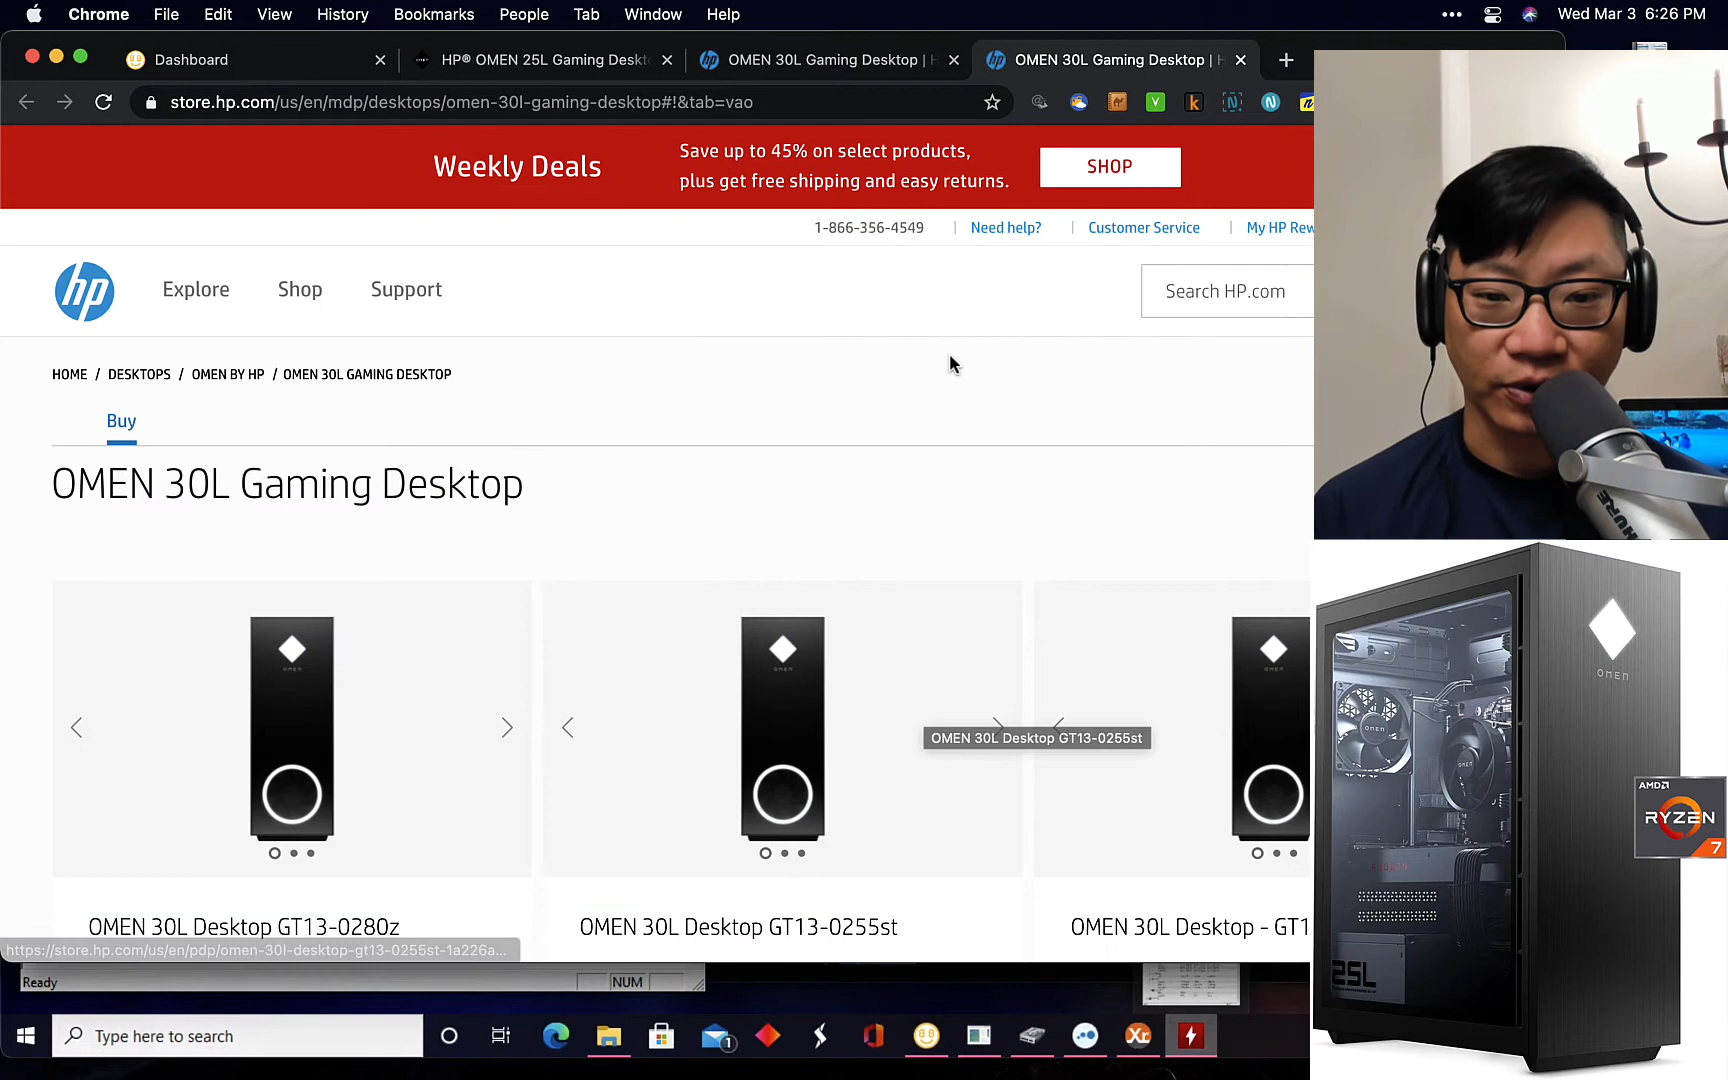 Chrome File Edit View History Bookmarks People Tab Window Help
Wed Mar 3 6:26 PM
Dashboard
HP® OMEN 25L Gaming Deskt
OMEN 30L Gaming Desktop | H
OMEN 30L Gaming Desktop | H
store.hp.com/us/en/mdp/desktops/omen-30l-gaming-desktop#!&tab=vao
Weekly Deals
Save up to 45% on select products,
plus get free shipping and easy returns.
SHOP
1-866-356-4549 | Need help? | Customer Service | My HP Rew
hp
Explore Shop Support
Search HP.com
HOME / DESKTOPS / OMEN BY HP / OMEN 30L GAMING DESKTOP
Buy
OMEN 30L Gaming Desktop
OMEN 30L Desktop GT13-0255st
OMEN 30L Desktop GT13-0280z
OMEN 30L Desktop GT13-0255st
OMEN 30L Desktop - GT1
https://store.hp.com/us/en/pdp/omen-30l-desktop-gt13-0255st-1a226a...
Ready
NUM
Type here to search
1
Xr
SHURE
OMEN
OMEN
OMEN
25L
AMD
RYZEN
7